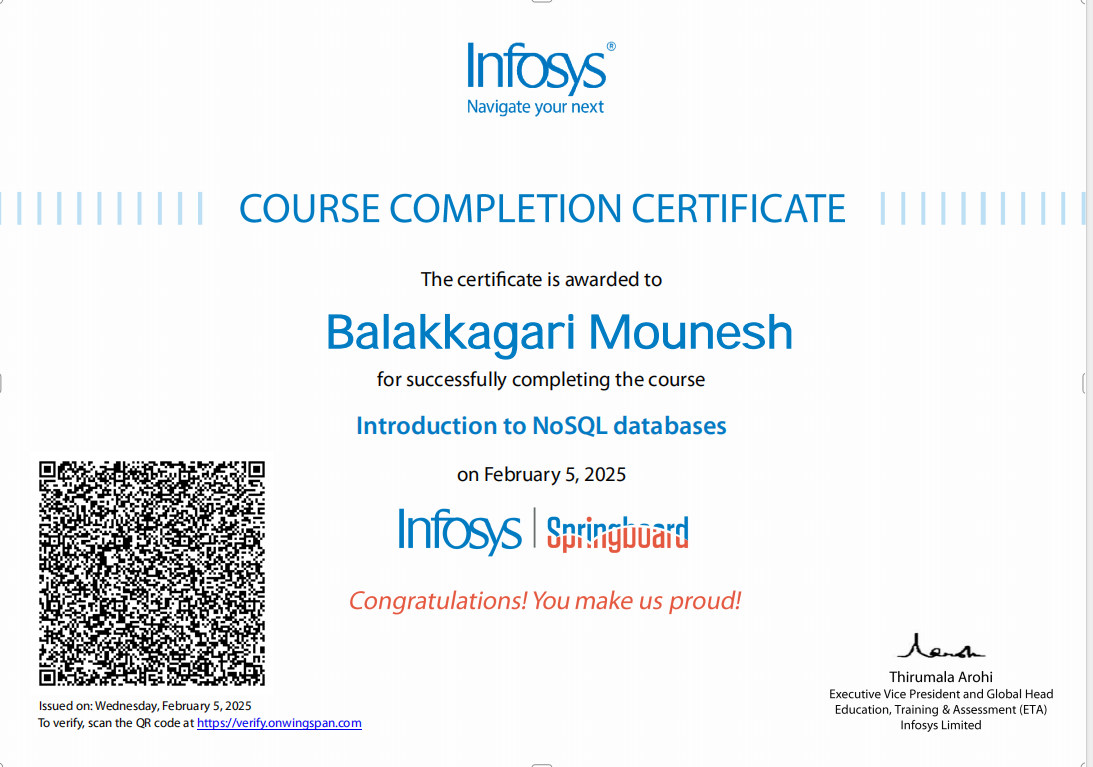 Infosys®
Navigate your next
COURSE COMPLETION CERTIFICATE
The certificate is awarded to
Balakkagari Mounesh
for successfully completing the course
Introduction to NoSQL databases
on February 5, 2025
Infosys | Springboard
Congratulations! You make us proud!
Issued on: Wednesday, February 5, 2025
To verify, scan the QR code at https://verify.onwingspan.com
Thirumala Arohi
Executive Vice President and Global Head
Education, Training & Assessment (ETA)
Infosys Limited